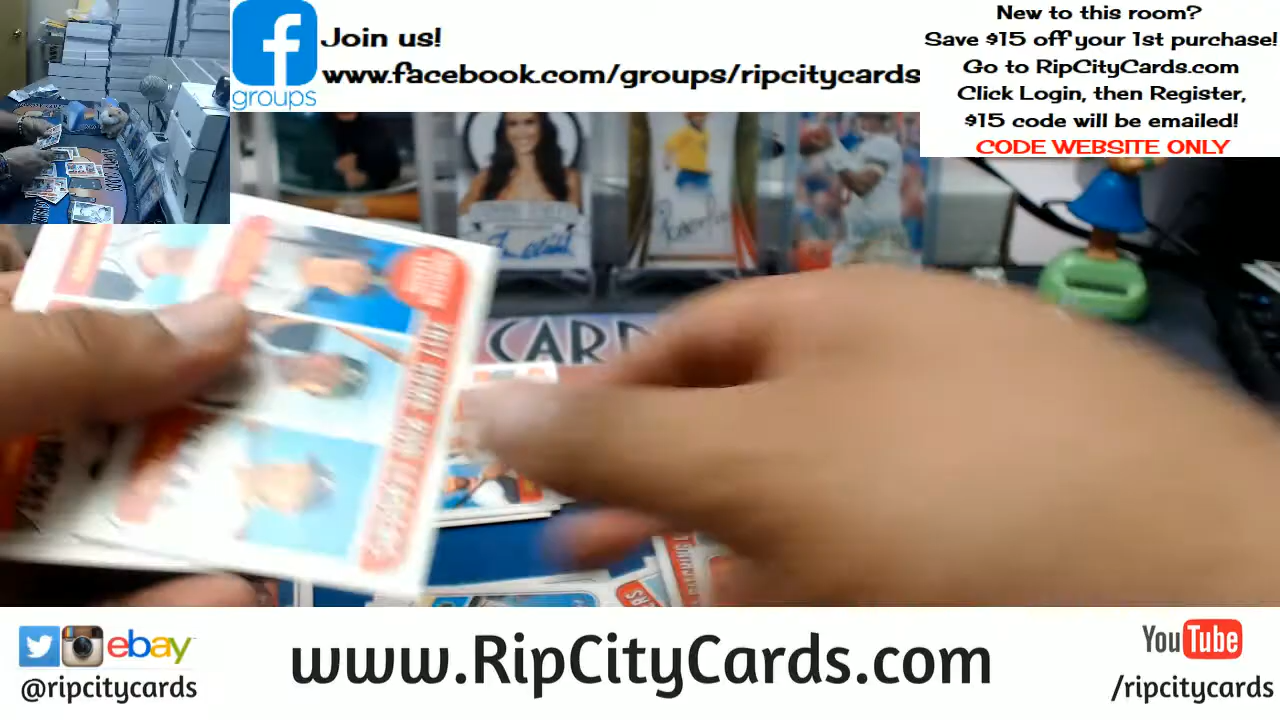 Join us!
www.facebook.com/groups/ripcitycards
groups
New to this room?
Save $15 off your 1st purchase!
Go to RipCityCards.com
Click Login, then Register,
$15 code will be emailed!
CODE WEBSITE ONLY
CARD
ebay
@ripcitycards
www.RipCityCards.com
YouTube
/ripcitycards